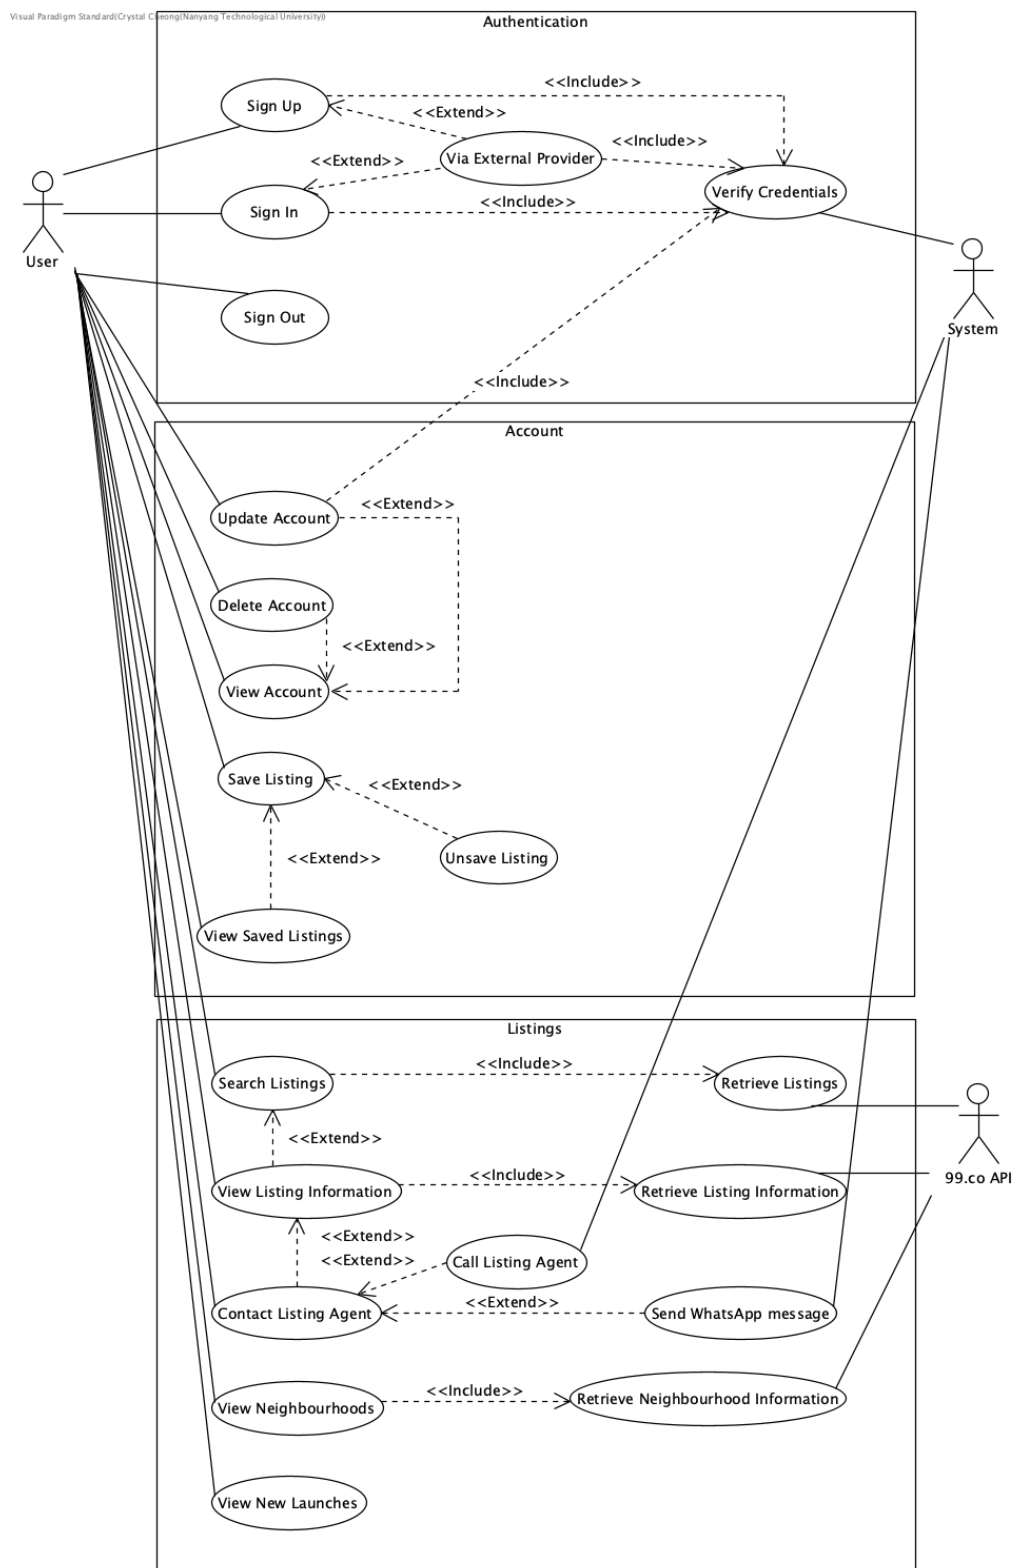 Visual Paradigm Standard(Crystal Cheong(Nanyang Technological University))
Authentication
<<Include>>
Sign Up
<<Extend>>
<<Include>>
Via External Provider
<<Extend>>
Verify Credentials
<<Include>>
Sign In
User
Sign Out
System
<<Include>>
Account
<<Extend>>
Update Account
Delete Account
<<Extend>>
View Account
Save Listing
<<Extend>>
<<Extend>>
Unsave Listing
View Saved Listings
Listings
<<Include>>
Search Listings
Retrieve Listings
<<Extend>>
<<Include>>
99.co API
View Listing Information
Retrieve Listing Information
<<Extend>>
<<Extend>>
Call Listing Agent
<<Extend>>
Contact Listing Agent
Send WhatsApp message
<<Include>>
Retrieve Neighbourhood Information
View Neighbourhoods
View New Launches